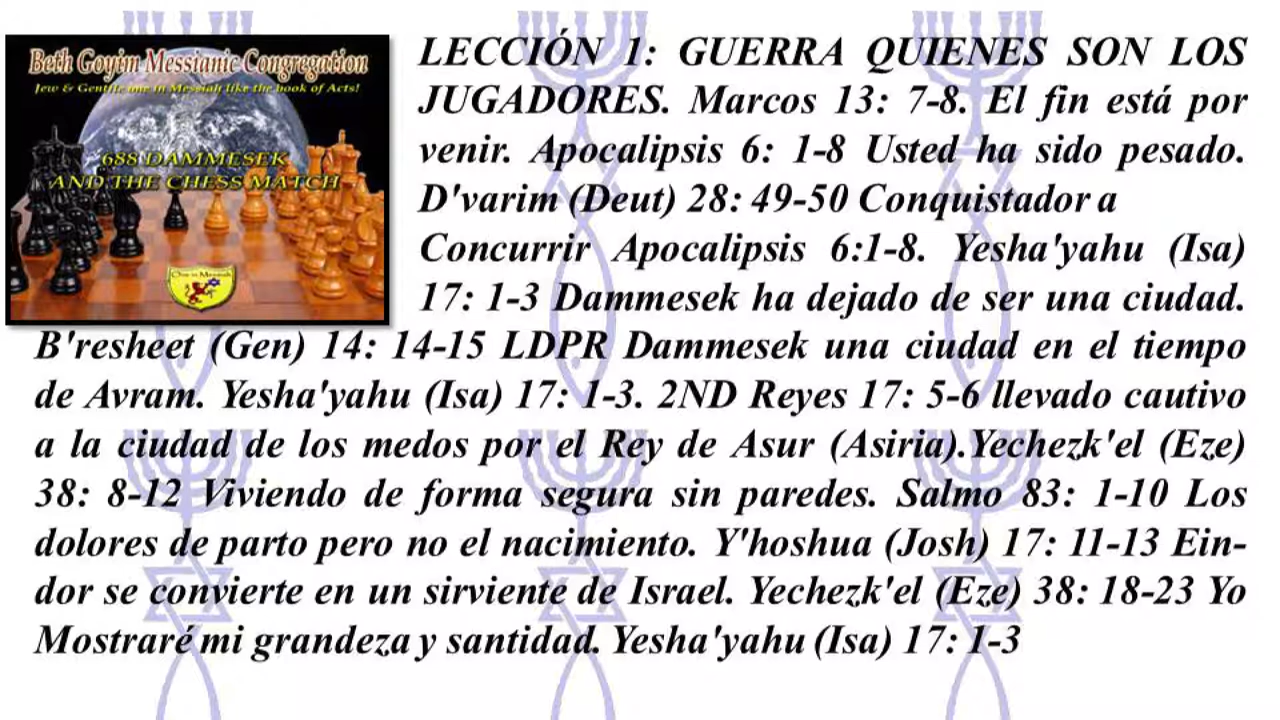 Beth Goyim Messianic Congregation
Jew & Gentile one in Messiah like the book of Acts!
688 DAMMESEK
AND THE CHESS MATCH
One in Messiah
LECCIÓN 1: GUERRA QUIENES SON LOS
JUGADORES. Marcos 13: 7-8. El fin está por
venir. Apocalipsis 6: 1-8 Usted ha sido pesado.
D'varim (Deut) 28: 49-50 Conquistador a
Concurrir Apocalipsis 6:1-8. Yesha'yahu (Isa)
17: 1-3 Dammesek ha dejado de ser una ciudad.
B'resheet (Gen) 14: 14-15 LDPR Dammesek una ciudad en el tiempo
de Avram. Yesha'yahu (Isa) 17: 1-3. 2ND Reyes 17: 5-6 llevado cautivo
a la ciudad de los medos por el Rey de Asur (Asiria).Yechezk'el (Eze)
38: 8-12 Viviendo de forma segura sin paredes. Salmo 83: 1-10 Los
dolores de parto pero no el nacimiento. Y'hoshua (Josh) 17: 11-13 Ein-
dor se convierte en un sirviente de Israel. Yechezk'el (Eze) 38: 18-23 Yo
Mostraré mi grandeza y santidad. Yesha'yahu (Isa) 17: 1-3